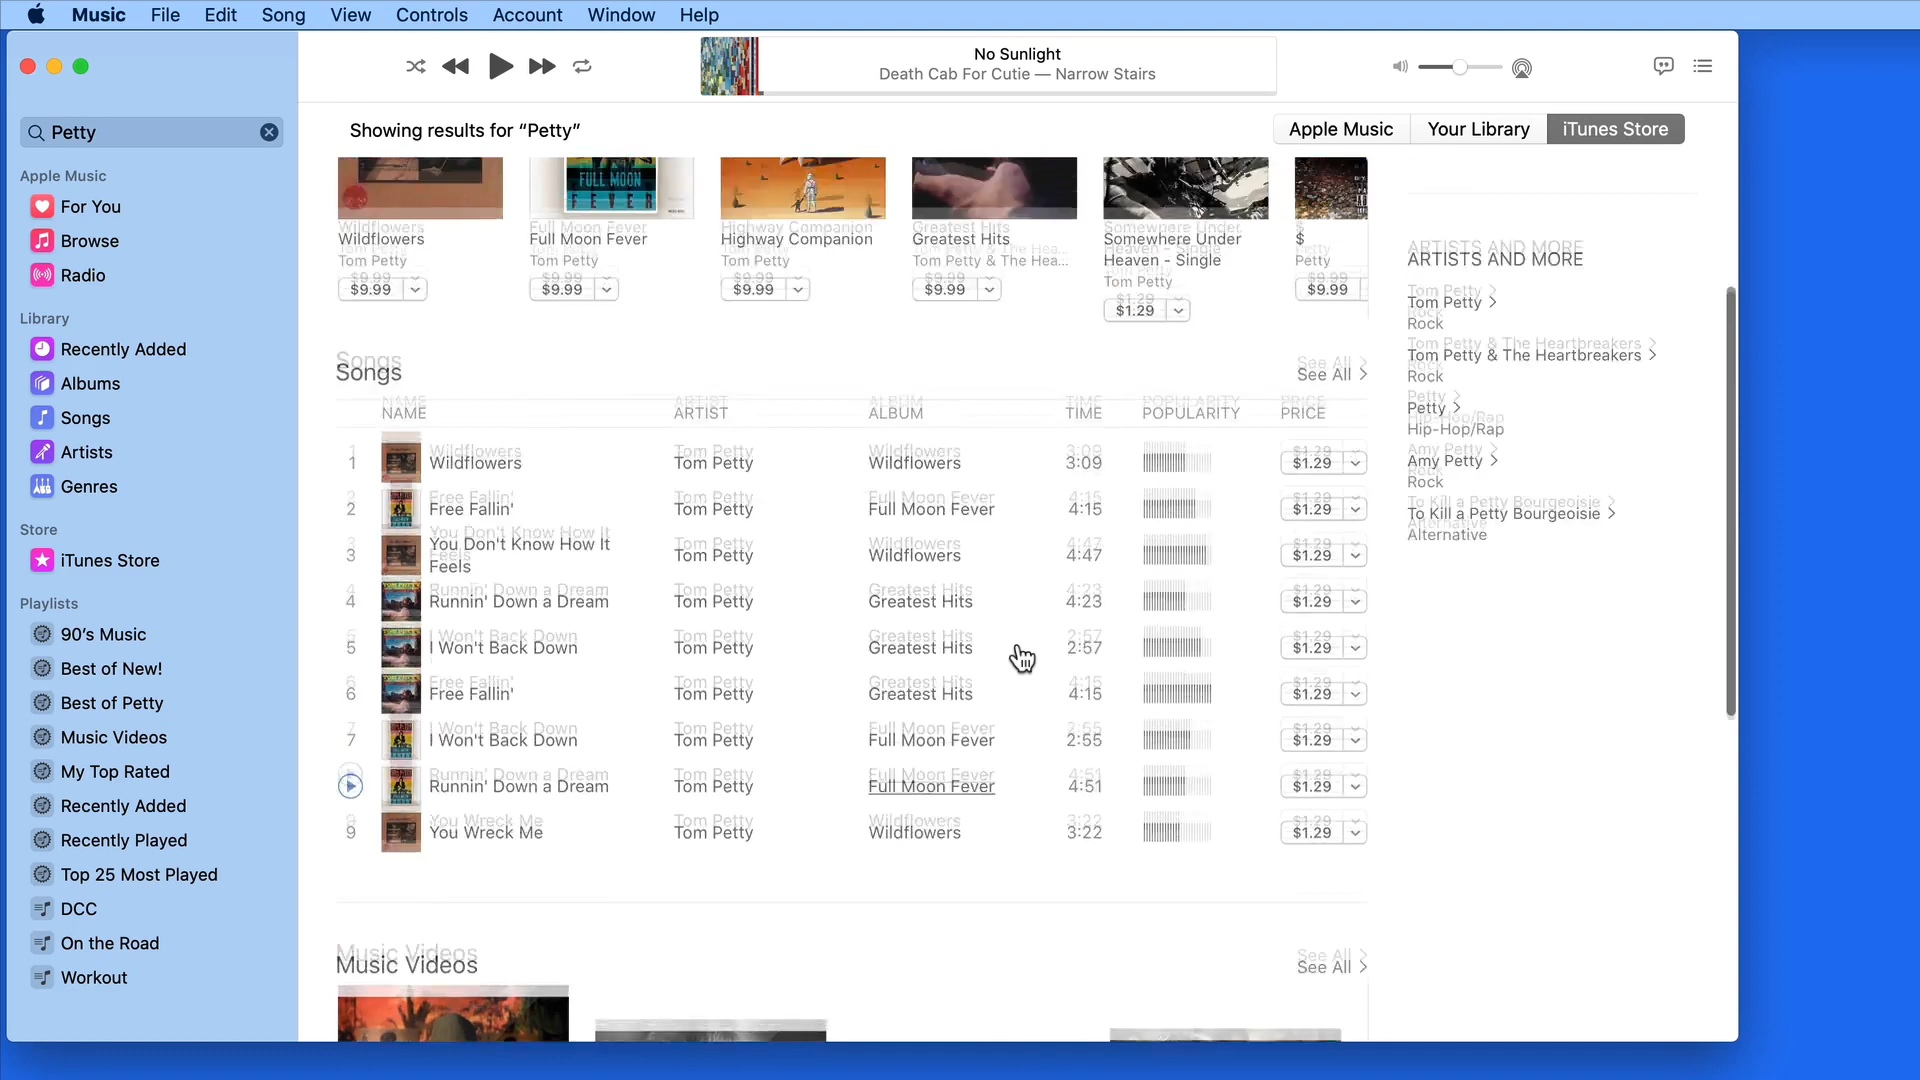 Music File Edit Song View Controls Account Window Help
No Sunlight
Death Cab For Cutie — Narrow Stairs
Petty
Showing results for “Petty”
Apple Music Your Library iTunes Store
Apple Music
For You
Browse
Radio
Library
Recently Added
Albums
Songs
Artists
Genres
Store
iTunes Store
Playlists
90’s Music
Best of New!
Best of Petty
Music Videos
My Top Rated
Recently Added
Recently Played
Top 25 Most Played
DCC
On the Road
Workout
FULL MOON
FEVER
Wildflowers
Tom Petty
$9.99
Full Moon Fever
Tom Petty
$9.99
Highway Companion
Tom Petty
$9.99
Greatest Hits
Tom Petty & The Hea...
$9.99
Somewhere Under
Heaven - Single
Tom Petty
$1.29
$
Petty
$9.99
Songs See All >
NAME ARTIST ALBUM TIME POPULARITY PRICE
1 Wildflowers Tom Petty Wildflowers 3:09 $1.29
2 Free Fallin' Tom Petty Full Moon Fever 4:15 $1.29
3 You Don't Know How It
Feels Tom Petty Wildflowers 4:47 $1.29
4 Runnin' Down a Dream Tom Petty Greatest Hits 4:23 $1.29
5 I Won't Back Down Tom Petty Greatest Hits 2:57 $1.29
6 Free Fallin' Tom Petty Greatest Hits 4:15 $1.29
7 I Won't Back Down Tom Petty Full Moon Fever 2:55 $1.29
Runnin' Down a Dream Tom Petty Full Moon Fever 4:51 $1.29
9 You Wreck Me Tom Petty Wildflowers 3:22 $1.29
Music Videos See All >
ARTISTS AND MORE
Tom Petty >
Rock
Tom Petty & The Heartbreakers >
Rock
Petty >
Hip-Hop/Rap
Amy Petty >
Rock
To Kill a Petty Bourgeoisie >
Alternative